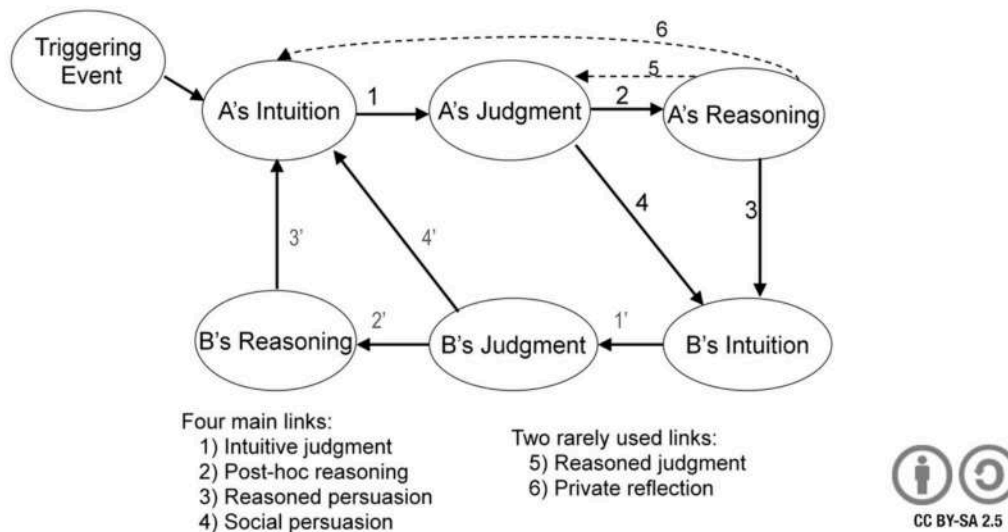 Triggering
Event
6
5
A's Intuition
1
A's Judgment
2
A's Reasoning
4
3
3'
4'
B's Reasoning
2'
B's Judgment
1'
B's Intuition
Four main links:
1) Intuitive judgment
2) Post-hoc reasoning
3) Reasoned persuasion
4) Social persuasion
Two rarely used links:
5) Reasoned judgment
6) Private reflection
CC BY-SA 2.5